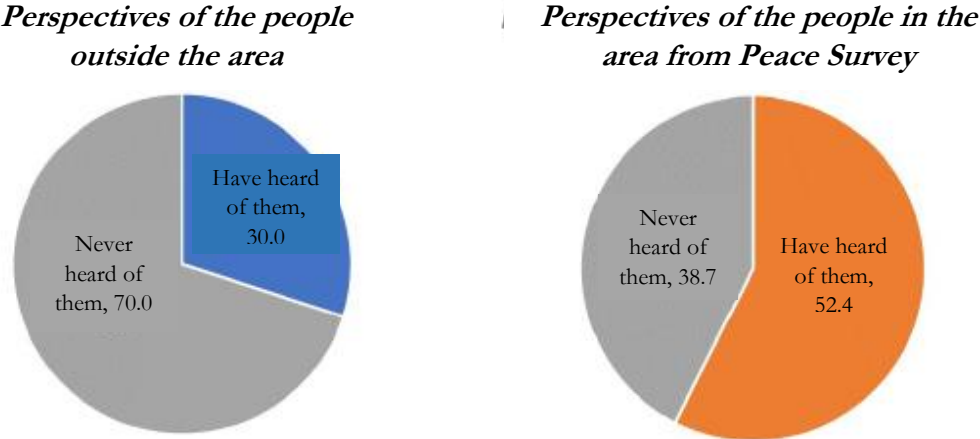 Perspectives of the people
outside the area
Have heard
of them,
30.0
Never
heard of
them, 70.0
Perspectives of the people in the
area from Peace Survey
Never
heard of
them, 38.7
Have heard
of them,
52.4